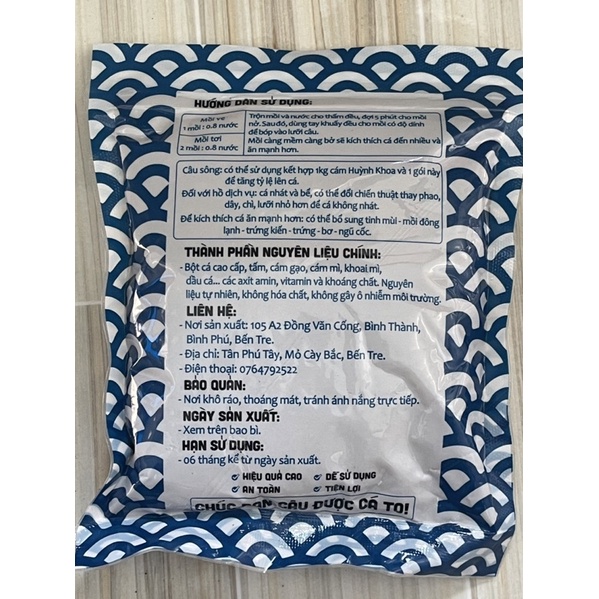 HƯỚNG DẪN SỬ DỤNG:
Mồi vê
1 mồi : 0.8 nước
Trộn mồi và nước cho thấm đều, đợi 5 phút cho mồi
nở. Sau đó, dùng tay khuấy đều cho mồi có độ dính
để bóp vào lưỡi câu.
Mồi tơi
2 mồi : 0.8 nước
Mồi càng mềm càng bở sẽ kích thích cá đến nhiều và
ăn mạnh hơn.
Câu sông: có thể sử dụng kết hợp 1kg cám Huỳnh Khoa và 1 gói này
để tăng tỷ lệ lên cá.
Đối với hồ dịch vụ: cá nhát và bể, có thể đổi chiến thuật thay phao,
dây, chì, lưỡi nhỏ hơn để cá không nhát.
Để kích thích cá ăn mạnh hơn: có thể bổ sung tinh mùi - mồi đông
lạnh - trứng kiến - trứng - bơ - ngũ cốc.
THÀNH PHẦN NGUYÊN LIỆU CHÍNH:
- Bột cá cao cấp, tấm, cám gạo, cám mì, khoai mì,
dầu cá... các axit amin, vitamin và khoáng chất. Nguyên
liệu tự nhiên, không hóa chất, không gây ô nhiễm môi trường.
LIÊN HỆ:
- Nơi sản xuất: 105 A2 Đồng Văn Cống, Bình Thành,
Bình Phú, Bến Tre.
- Địa chỉ: Tân Phú Tây, Mỏ Cày Bắc, Bến Tre.
- Điện thoại: 0764792522
BẢO QUẢN:
- Nơi khô ráo, thoáng mát, tránh ánh nắng trực tiếp.
NGÀY SẢN XUẤT:
- Xem trên bao bì.
HẠN SỬ DỤNG:
- 06 tháng kể từ ngày sản xuất.
HIỆU QUẢ CAO DỄ SỬ DỤNG
AN TOÀN TIỆN LỢI
CHÚC BẠN CÂU ĐƯỢC CÁ TO!